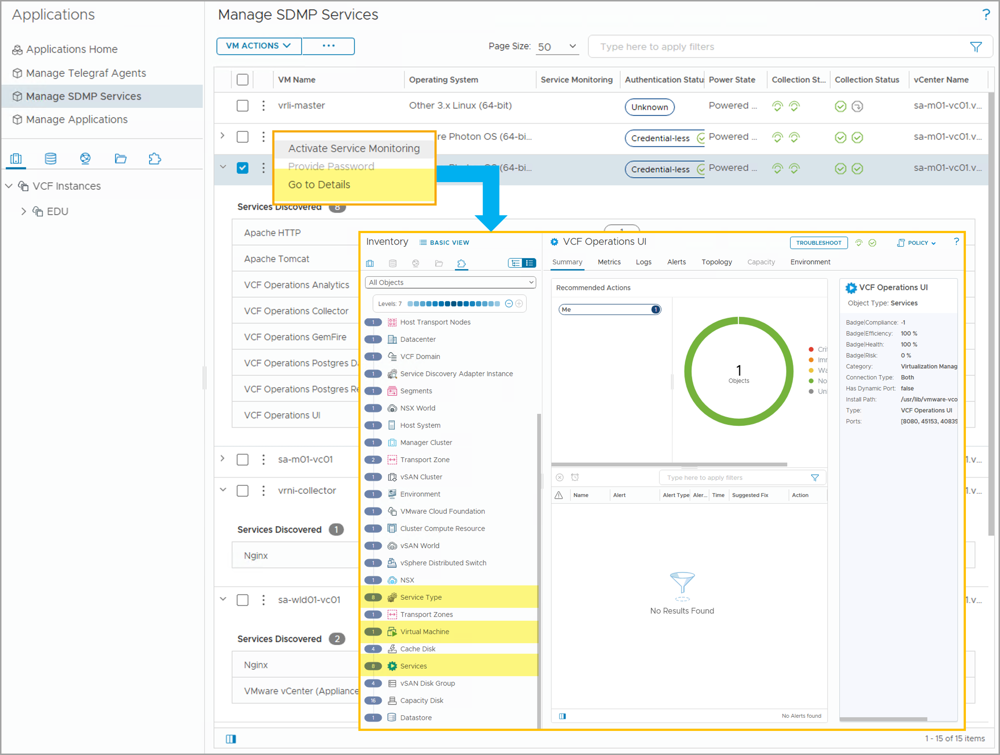 Applications
Applications Home
Manage Telegraf Agents
Manage SDMP Services
Manage Applications
VCF Instances
EDU
Manage SDMP Services
?
VM ACTIONS
Page Size: 50
Type here to apply filters
VM Name
Operating System
Service Monitoring
Authentication Statu
Power State
Collection St...
Collection Status
vCenter Name
vrli-master
Other 3.x Linux (64-bit)
Unknown
Powered ...
sa-m01-vc01.v...
re Photon OS (64-bi...
Credential-less
Powered ...
sa-m01-vc01.v...
(64-bi...
Credential-less
Powered ...
sa-m01-vc01.v...
Activate Service Monitoring
Provide Password
Go to Details
Services Discovered 8
Apache HTTP
Apache Tomcat
VCF Operations Analytics
VCF Operations Collector
VCF Operations GemFire
VCF Operations Postgres Da
VCF Operations Postgres Re
VCF Operations UI
sa-m01-vc01
1.v...
vrni-collector
1.v...
Services Discovered 1
Nginx
sa-wld01-vc01
1.v...
Services Discovered 2
Nginx
VMware vCenter (Appliance
1 - 15 of 15 items
Inventory
BASIC VIEW
All Objects
Levels: 7
1 Host Transport Nodes
1 Datacenter
1 VCF Domain
1 Service Discovery Adapter Instance
1 Segments
1 NSX World
1 Host System
1 Manager Cluster
2 Transport Zone
1 vSAN Cluster
1 Environment
1 VMware Cloud Foundation
1 Cluster Compute Resource
1 vSAN World
1 vSphere Distributed Switch
1 NSX
8 Service Type
1 Transport Zones
1 Virtual Machine
4 Cache Disk
8 Services
4 vSAN Disk Group
16 Capacity Disk
1 Datastore
VCF Operations UI
TROUBLESHOOT
POLICY
?
Summary
Metrics
Logs
Alerts
Topology
Capacity
Environment
Recommended Actions
Me 1
1
Objects
Cri
Imr
Wa
No
Un
Type here to apply filters
Name
Alert
Alert Type
Aler...
Time
Suggested Fix
Action
No Results Found
No Alerts found
VCF Operations UI
Object Type: Services
Badge|Compliance: -1
Badge|Efficiency: 100 %
Badge|Health: 100 %
Badge|Risk: 0 %
Category: Virtualization Manag
Connection Type: Both
Has Dynamic Port: false
Install Path: /usr/lib/vmware-vco
Type: VCF Operations UI
Ports: [8080, 45153, 40839